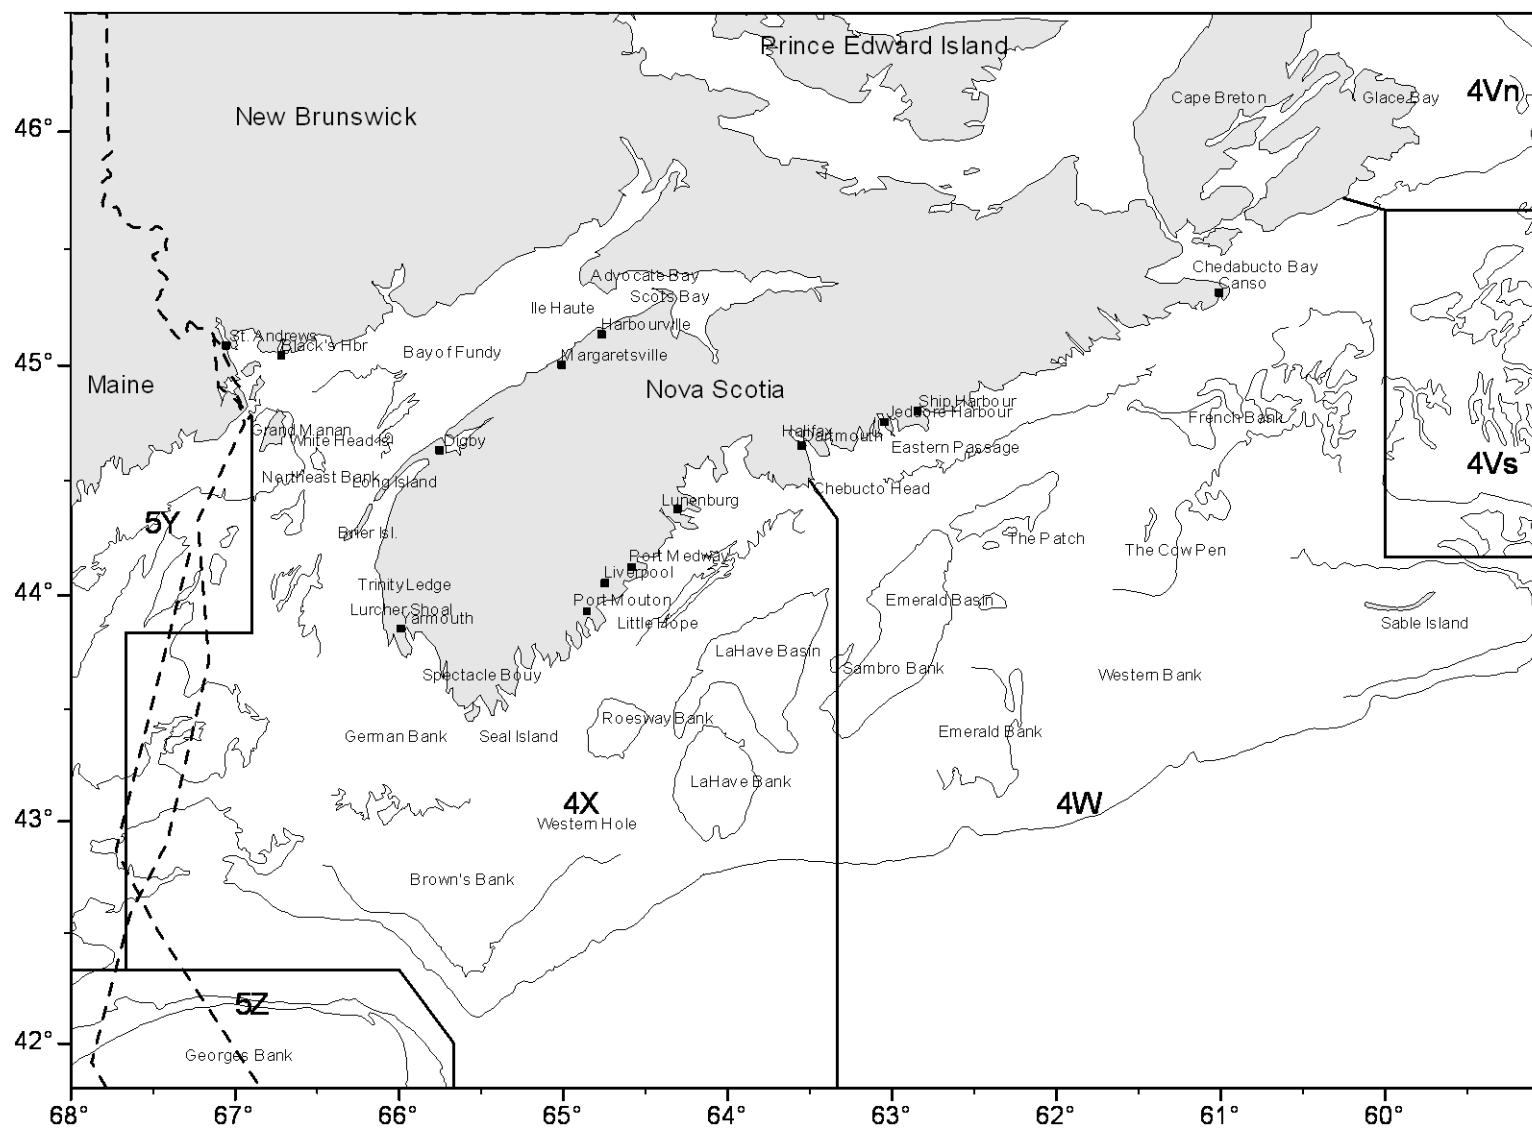 Prince Edward Island
Cape Breton
Glace Bay
4Vn
New Brunswick
46°
Chedabucto Bay
Canso
Advocate Bay
Scots Bay
Ile Haute
Harbourville
St. Andrews
Black's Hbr
Bay of Fundy
Margaretsville
45°
Maine
Nova Scotia
Ship Harbour
Jeddore Harbour
French Bank
Grand Manan
White Head Is
Digby
Halifax
Dartmouth
Eastern Passage
4Vs
Northeast Bank
Long Island
Chebucto Head
Lunenburg
5Y
Brier Isl.
The Patch
The Cow Pen
Port Medway
Liverpool
Trinity Ledge
44°
Port Mouton
Emerald Basin
Lurcher Shoal
Yarmouth
Little Hope
Sable Island
LaHave Basin
Sambro Bank
Spectacle Bouy
Western Bank
Roesway Bank
German Bank
Seal Island
Emerald Bank
LaHave Bank
4X
4W
43°
Western Hole
Brown's Bank
5Z
42°
Georges Bank
68°
67°
66°
65°
64°
63°
62°
61°
60°